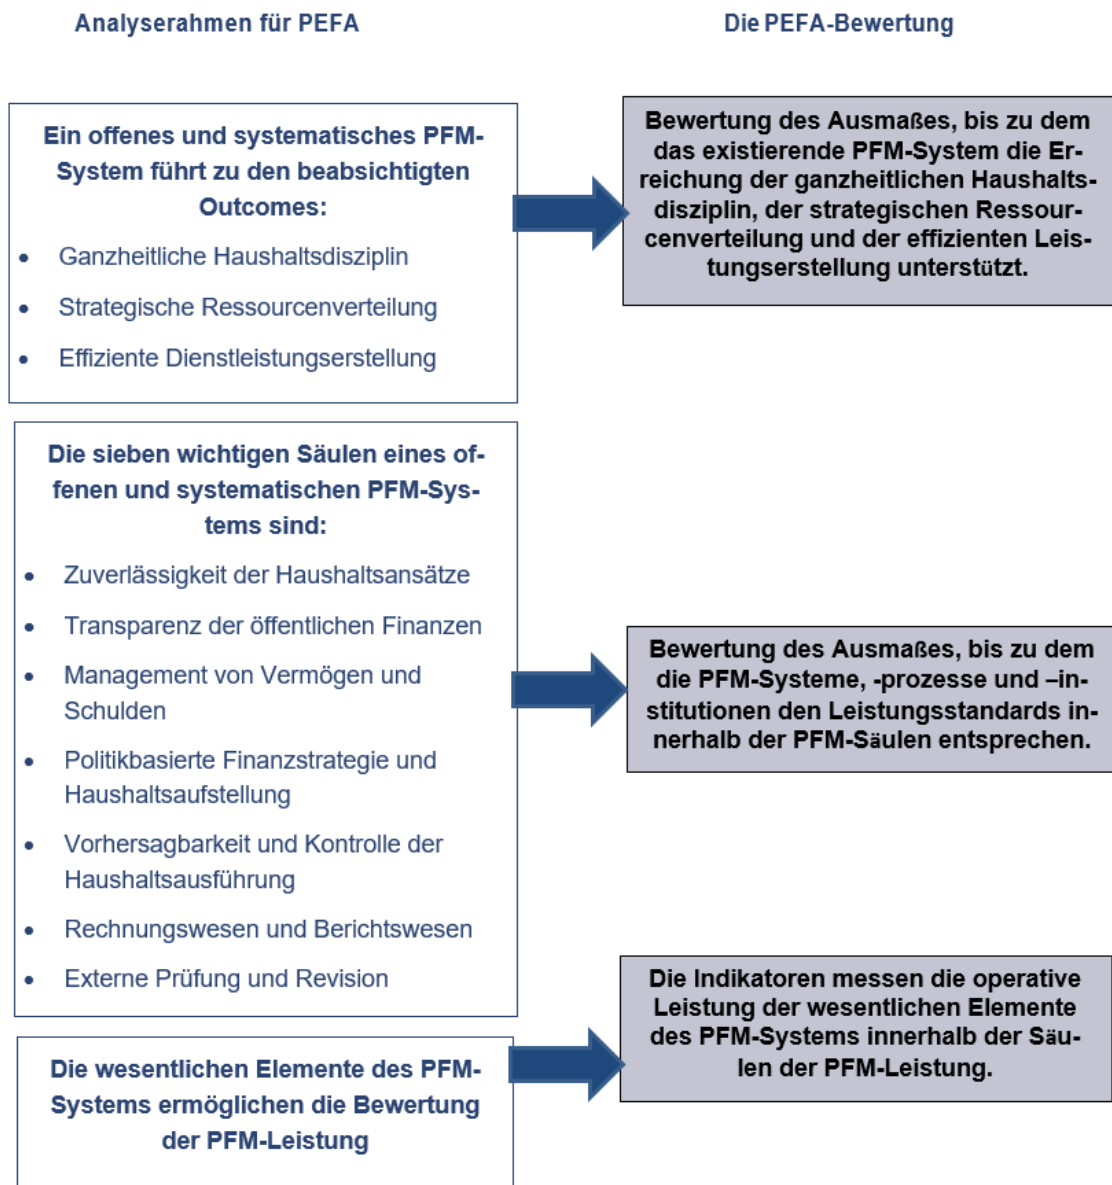 Analyserahmen für PEFA
Die PEFA-Bewertung
Ein offenes und systematisches PFM-
System führt zu den beabsichtigten
Outcomes:
• Ganzheitliche Haushaltsdisziplin
• Strategische Ressourcenverteilung
• Effiziente Dienstleistungserstellung
Bewertung des Ausmaßes, bis zu dem
das existierende PFM-System die Er-
reichung der ganzheitlichen Haushalts-
disziplin, der strategischen Ressour-
cenverteilung und der effizienten Leis-
tungserstellung unterstützt.
Die sieben wichtigen Säulen eines of-
fenen und systematischen PFM-Sys-
tems sind:
• Zuverlässigkeit der Haushaltsansätze
• Transparenz der öffentlichen Finanzen
• Management von Vermögen und
Schulden
• Politikbasierte Finanzstrategie und
Haushaltsaufstellung
• Vorhersagbarkeit und Kontrolle der
Haushaltsausführung
• Rechnungswesen und Berichtswesen
• Externe Prüfung und Revision
Bewertung des Ausmaßes, bis zu dem
die PFM-Systeme, -prozesse und –in-
stitutionen den Leistungsstandards in-
nerhalb der PFM-Säulen entsprechen.
Die wesentlichen Elemente des PFM-
Systems ermöglichen die Bewertung
der PFM-Leistung
Die Indikatoren messen die operative
Leistung der wesentlichen Elemente
des PFM-Systems innerhalb der Säu-
len der PFM-Leistung.